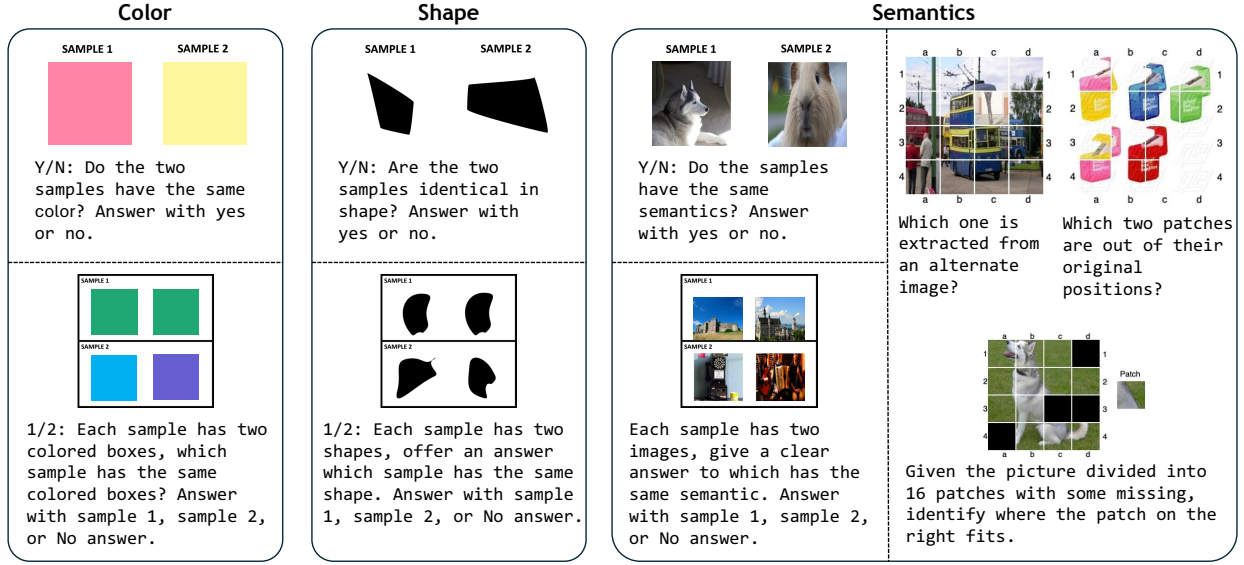 Color
SAMPLE 1 SAMPLE 2
Y/N: Do the two
samples have the same
color? Answer with yes
or no.
SAMPLE 1
SAMPLE 2
1/2: Each sample has two
colored boxes, which
sample has the same
colored boxes? Answer
with sample 1, sample 2,
or No answer.
Shape
SAMPLE 1 SAMPLE 2
Y/N: Are the two
samples identical in
shape? Answer with
yes or no.
SAMPLE 1
SAMPLE 2
1/2: Each sample has two
shapes, offer an answer
which sample has the same
shape. Answer with sample
1, sample 2, or No answer.
Semantics
SAMPLE 1 SAMPLE 2
Y/N: Do the samples
have the same
semantics? Answer
with yes or no.
SAMPLE 1
SAMPLE 2
Each sample has two
images, give a clear
answer to which has the
same semantic. Answer
with sample 1, sample 2,
or No answer.
a b c d
1 1
2 2
3 3
4 4
a b c d
Which one is
extracted from
an alternate
image?
a b c d
1 1
2 2
3 3
4 4
a b c d
Which two patches
are out of their
original
positions?
a b c d
1 1
2 2
3 3
4 4
a b c d
Patch
Given the picture divided into
16 patches with some missing,
identify where the patch on the
right fits.